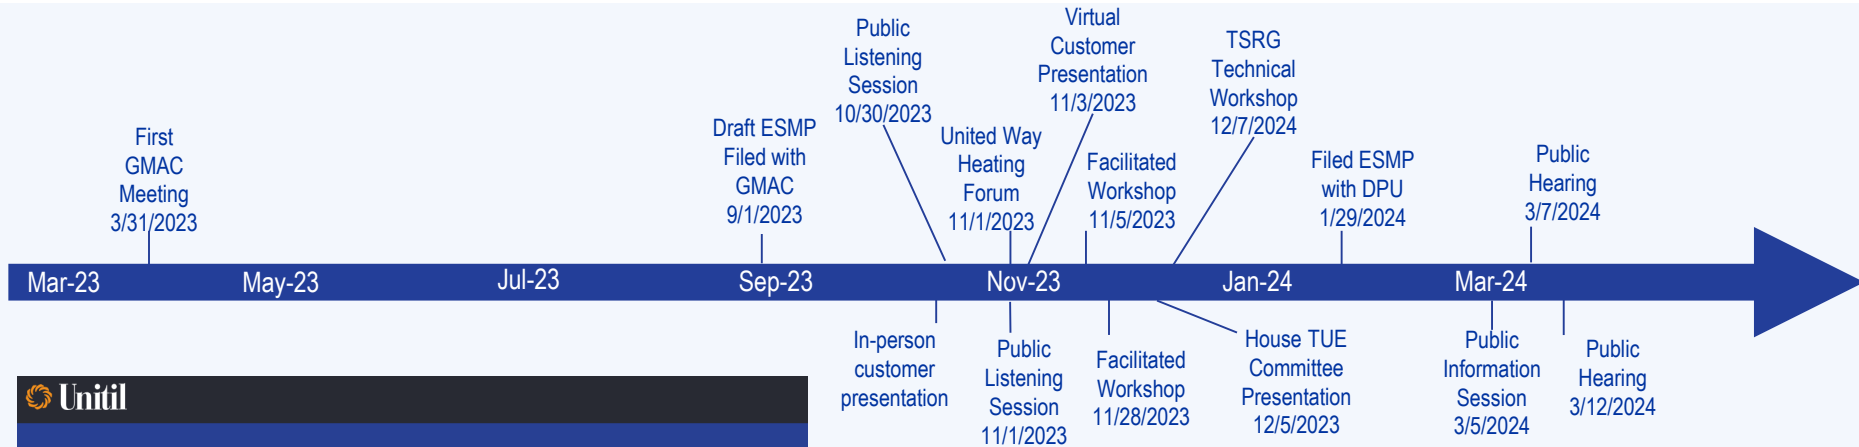 First
GMAC
Meeting
3/31/2023
Draft ESMP
Filed with
GMAC
9/1/2023
Public
Listening
Session
10/30/2023
United Way
Heating
Forum
11/1/2023
Virtual
Customer
Presentation
11/3/2023
Facilitated
Workshop
11/5/2023
TSRG
Technical
Workshop
12/7/2024
Filed ESMP
with DPU
1/29/2024
Public
Hearing
3/7/2024
Mar-23
May-23
Jul-23
Sep-23
Nov-23
Jan-24
Mar-24
In-person
customer
presentation
Public
Listening
Session
11/1/2023
Facilitated
Workshop
11/28/2023
House TUE
Committee
Presentation
12/5/2023
Public
Information
Session
3/5/2024
Public
Hearing
3/12/2024
Unitil